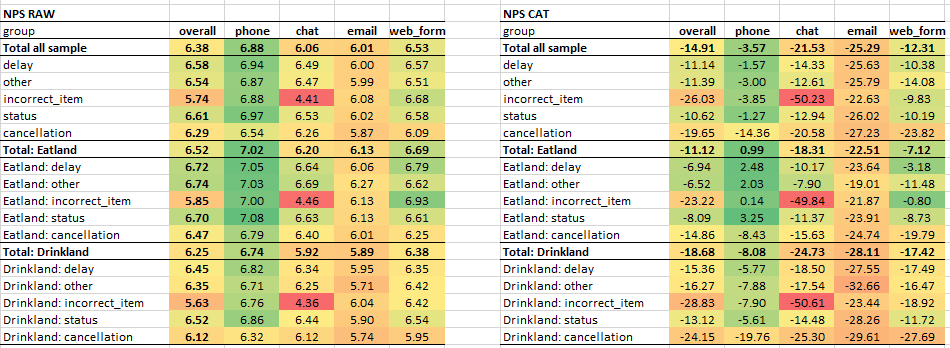 NPS RAW NPS CAT
group overall phone chat email web_form group overall phone chat email web_form
Total all sample 6.38 6.88 6.06 6.01 6.53 Total all sample -14.91 -3.57 -21.53 -25.29 -12.31
delay 6.58 6.94 6.49 6.00 6.57 delay -11.14 -1.57 -14.33 -25.63 -10.38
other 6.54 6.87 6.47 5.99 6.51 other -11.39 -3.00 -12.61 -25.79 -14.08
incorrect_item 5.74 6.88 4.41 6.08 6.68 incorrect_item -26.03 -3.85 -50.23 -22.63 -9.83
status 6.61 6.97 6.53 6.02 6.58 status -10.62 -1.27 -12.94 -26.02 -10.19
cancellation 6.29 6.54 6.26 5.87 6.09 cancellation -19.65 -14.36 -20.58 -27.23 -23.82
Total: Eatland 6.52 7.02 6.20 6.13 6.69 Total: Eatland -11.12 0.99 -18.31 -22.51 -7.12
Eatland: delay 6.72 7.05 6.64 6.06 6.79 Eatland: delay -6.94 2.48 -10.17 -23.64 -3.18
Eatland: other 6.74 7.03 6.69 6.27 6.62 Eatland: other -6.52 2.03 -7.90 -19.01 -11.48
Eatland: incorrect_item 5.85 7.00 4.46 6.13 6.93 Eatland: incorrect_item -23.22 0.14 -49.84 -21.87 -0.80
Eatland: status 6.70 7.08 6.63 6.13 6.61 Eatland: status -8.09 3.25 -11.37 -23.91 -8.73
Eatland: cancellation 6.47 6.79 6.40 6.01 6.25 Eatland: cancellation -14.86 -8.43 -15.63 -24.74 -19.79
Total: Drinkland 6.25 6.74 5.92 5.89 6.38 Total: Drinkland -18.68 -8.08 -24.73 -28.11 -17.42
Drinkland: delay 6.45 6.82 6.34 5.95 6.35 Drinkland: delay -15.36 -5.77 -18.50 -27.55 -17.49
Drinkland: other 6.35 6.71 6.25 5.71 6.42 Drinkland: other -16.27 -7.88 -17.54 -32.66 -16.47
Drinkland: incorrect_item 5.63 6.76 4.36 6.04 6.42 Drinkland: incorrect_item -28.83 -7.90 -50.61 -23.44 -18.92
Drinkland: status 6.52 6.86 6.44 5.90 6.54 Drinkland: status -13.12 -5.61 -14.48 -28.26 -11.72
Drinkland: cancellation 6.12 6.32 6.12 5.74 5.95 Drinkland: cancellation -24.15 -19.76 -25.30 -29.61 -27.69